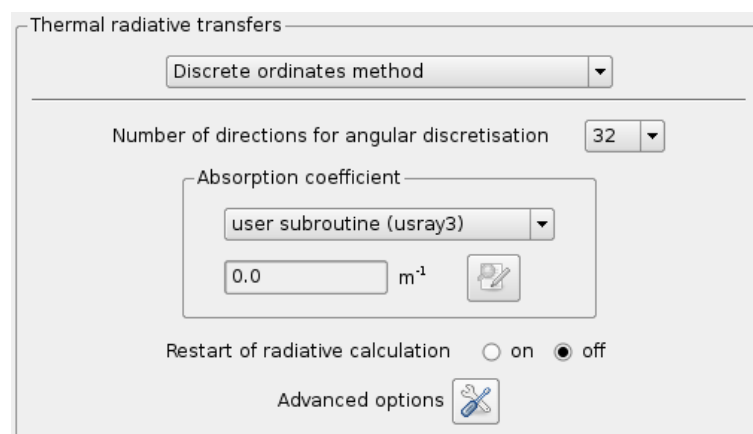 Thermal radiative transfers
Discrete ordinates method
Number of directions for angular discretisation 32
Absorption coefficient
user subroutine (usray3)
0.0 m⁻¹
Restart of radiative calculation on off
Advanced options